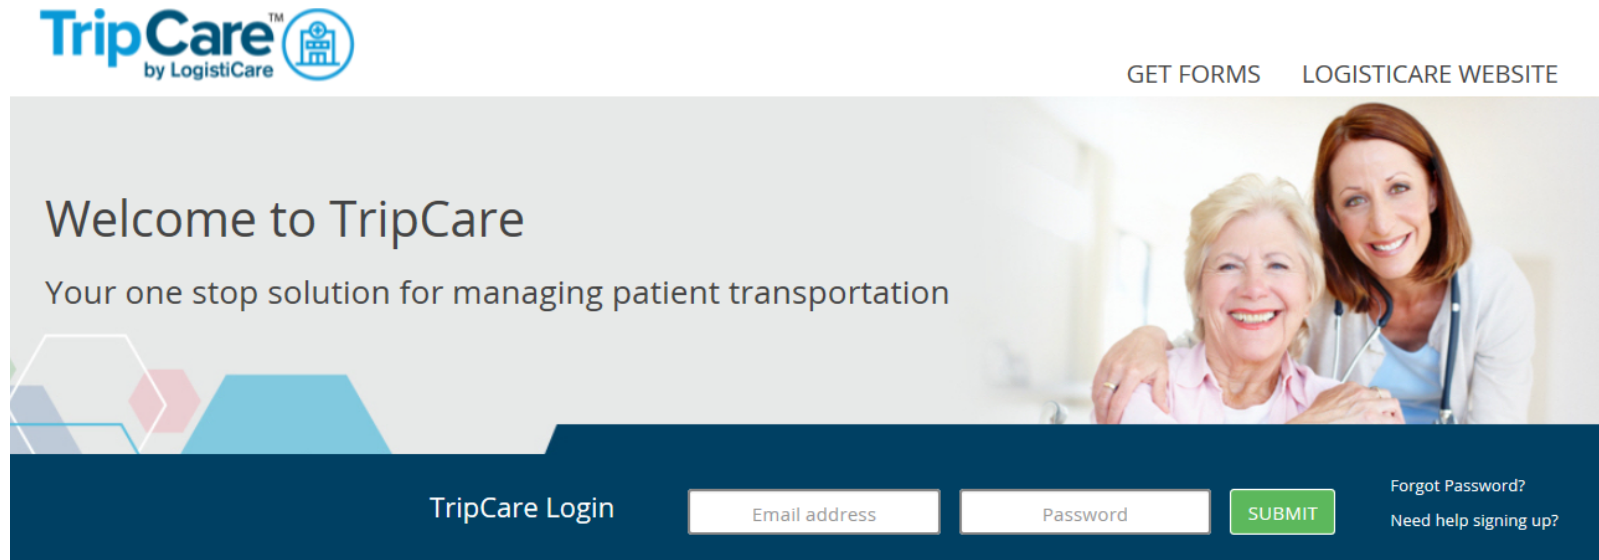 TripCare™
by LogistiCare
GET FORMS LOGISTICARE WEBSITE
Welcome to TripCare
Your one stop solution for managing patient transportation
TripCare Login
Email address
Password
SUBMIT
Forgot Password?
Need help signing up?